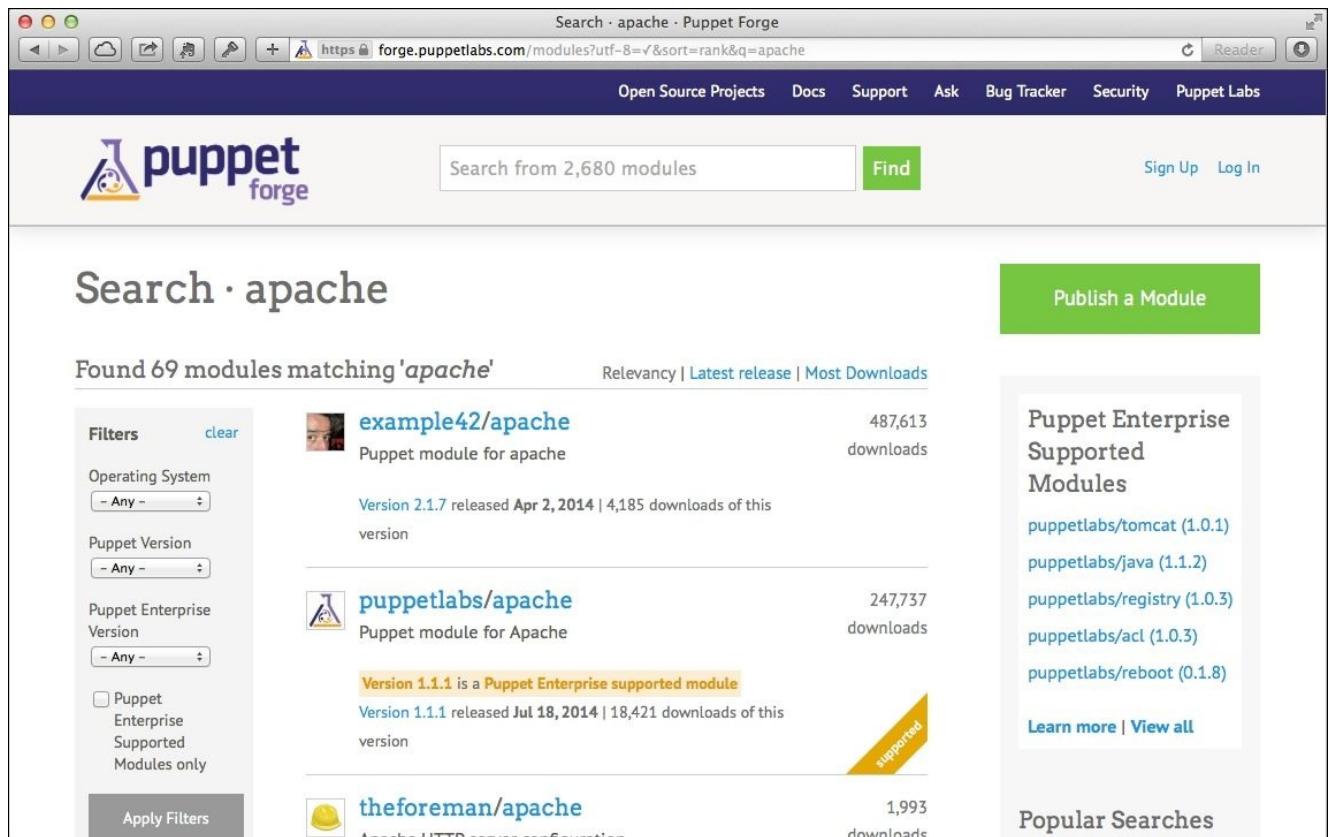 Search · apache · Puppet Forge
https forge.puppetlabs.com/modules?utf-8=✓&sort=rank&q=apache
Reader
Open Source Projects Docs Support Ask Bug Tracker Security Puppet Labs
puppet
forge
Search from 2,680 modules
Find
Sign Up Log In
Search · apache
Publish a Module
Found 69 modules matching 'apache'
Relevancy | Latest release | Most Downloads
Filters clear
Operating System
- Any -
Puppet Version
- Any -
Puppet Enterprise
Version
- Any -
Puppet
Enterprise
Supported
Modules only
Apply Filters
example42/apache
487,613
downloads
Puppet module for apache
Version 2.1.7 released Apr 2, 2014 | 4,185 downloads of this
version
puppetlabs/apache
247,737
downloads
Puppet module for Apache
Version 1.1.1 is a Puppet Enterprise supported module
Version 1.1.1 released Jul 18, 2014 | 18,421 downloads of this
version
supported
theforeman/apache
1,993
downloads
Apache HTTP server configuration
Puppet Enterprise
Supported
Modules
puppetlabs/tomcat (1.0.1)
puppetlabs/java (1.1.2)
puppetlabs/registry (1.0.3)
puppetlabs/acl (1.0.3)
puppetlabs/reboot (0.1.8)
Learn more | View all
Popular Searches